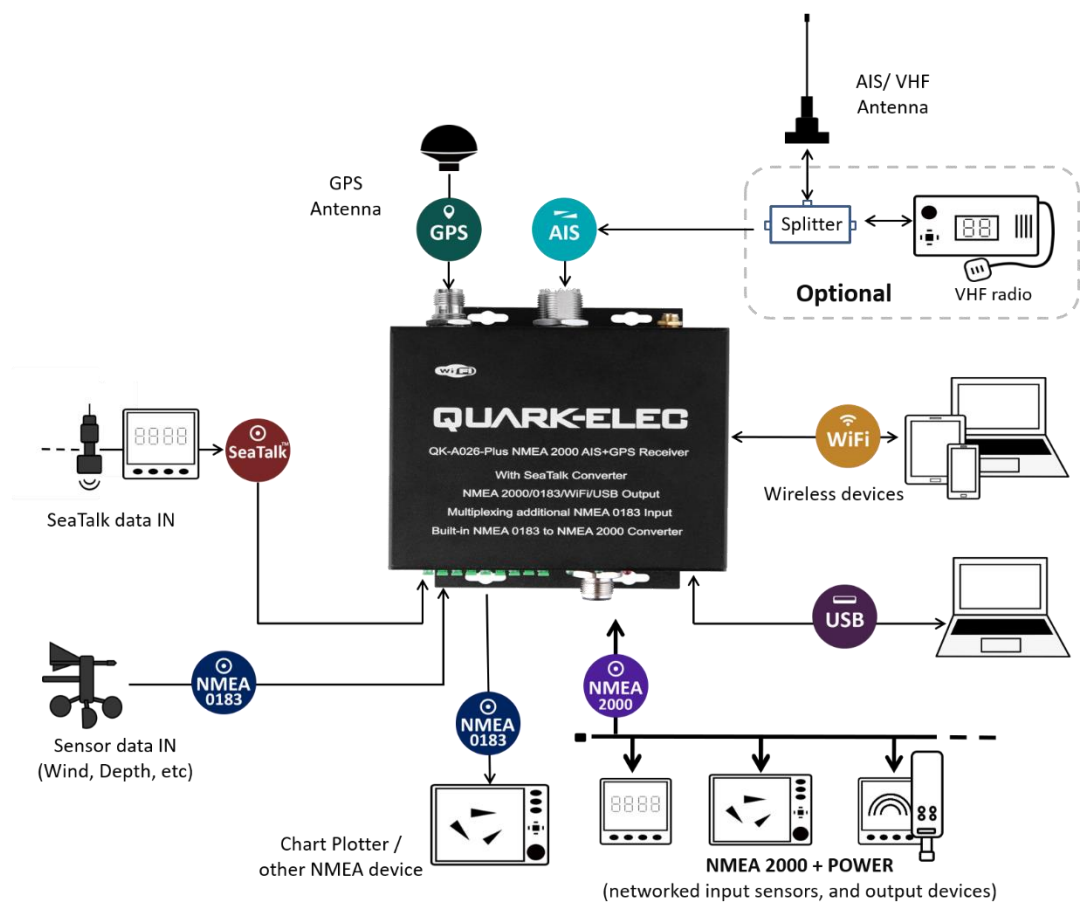 AIS/ VHF
Antenna
GPS
Antenna
GPS
AIS
Splitter
88
Optional
VHF radio
WiFi
QUARK-ELEC
QK-A026-Plus NMEA 2000 AIS+GPS Receiver
With SeaTalk Converter
NMEA 2000/0183/WiFi/USB Output
Multiplexing additional NMEA 0183 Input
Built-in NMEA 0183 to NMEA 2000 Converter
8888
SeaTalk™
SeaTalk data IN
WiFi
Wireless devices
USB
NMEA
0183
Sensor data IN
(Wind, Depth, etc)
NMEA
0183
Chart Plotter /
other NMEA device
NMEA
2000
8888
NMEA 2000 + POWER
(networked input sensors, and output devices)